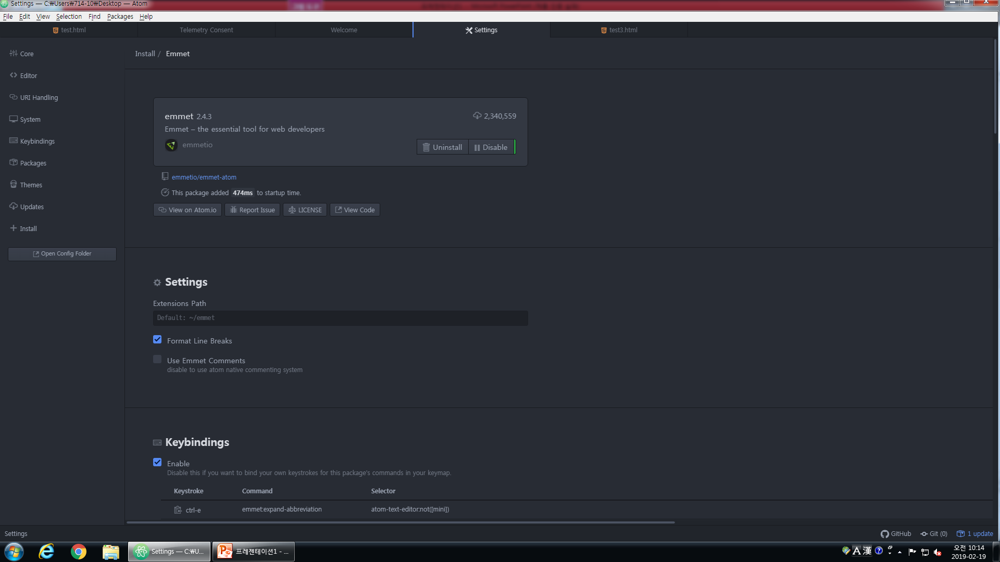 Settings — C:₩Users₩714-10₩Desktop — Atom
File Edit View Selection Find Packages Help
test.html Telemetry Consent Welcome Settings test3.html
Core
Editor
URI Handling
System
Keybindings
Packages
Themes
Updates
Install
Open Config Folder
Install / Emmet
emmet 2.4.3 2,340,559
Emmet – the essential tool for web developers
emmetio Uninstall Disable
emmetio/emmet-atom
This package added 474ms to startup time.
View on Atom.io Report Issue LICENSE View Code
Settings
Extensions Path
Default: ~/emmet
Format Line Breaks
Use Emmet Comments
disable to use atom native commenting system
Keybindings
Enable
Disable this if you want to bind your own keystrokes for this package's commands in your keymap.
Keystroke Command Selector
ctrl-e emmet:expand-abbreviation atom-text-editor:not([mini])
Settings GitHub Git (0) 1 update
Settings — C:₩U... 프레젠테이션1 - ... A 漢 오전 10:14
2019-02-19